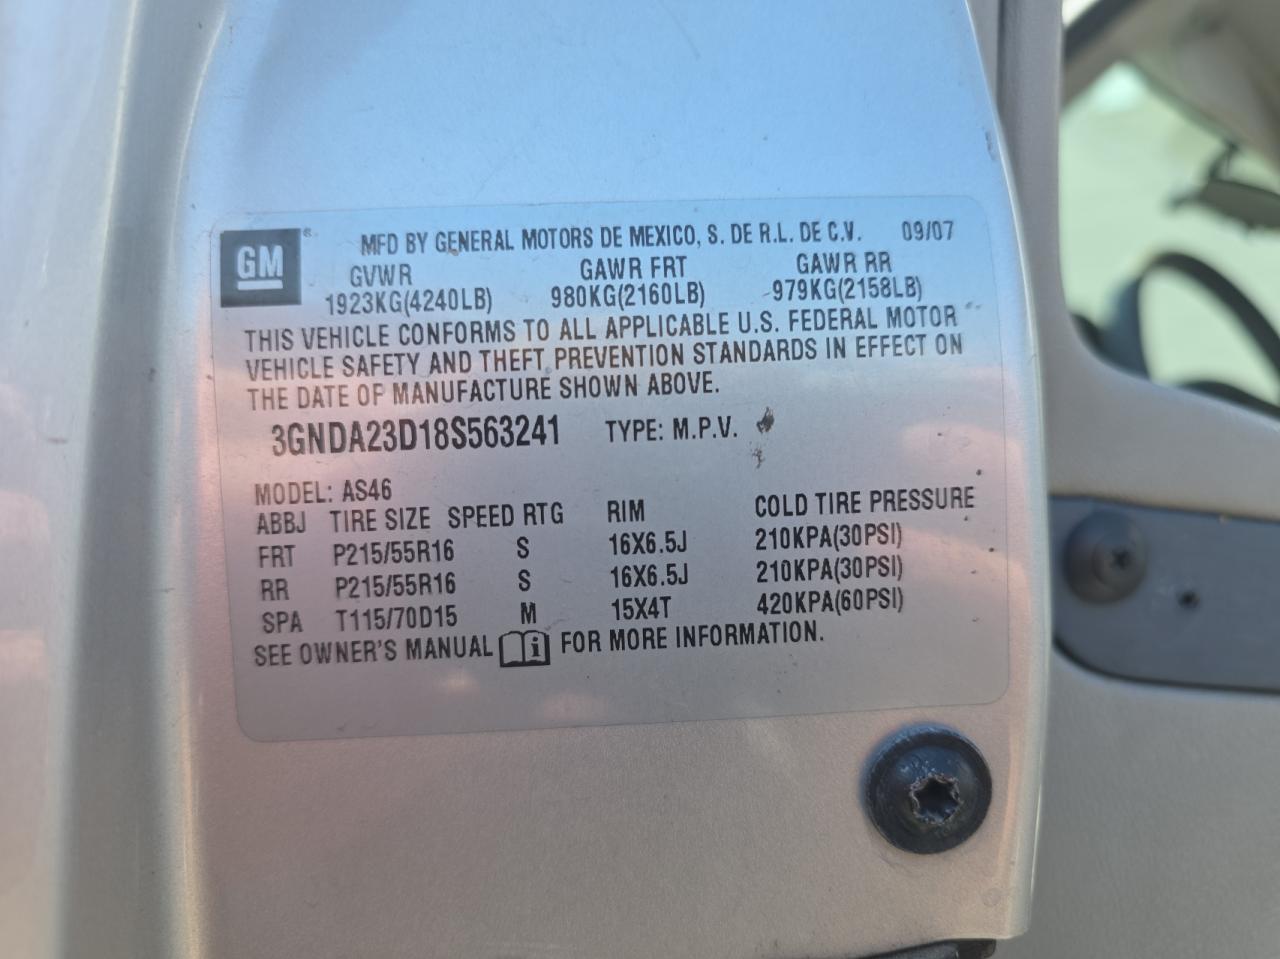 GM ® MFD BY GENERAL MOTORS DE MEXICO, S. DE R.L. DE C.V. 09/07
GVWR GAWR FRT GAWR RR
1923KG(4240LB) 980KG(2160LB) 979KG(2158LB)
THIS VEHICLE CONFORMS TO ALL APPLICABLE U.S. FEDERAL MOTOR
VEHICLE SAFETY AND THEFT PREVENTION STANDARDS IN EFFECT ON
THE DATE OF MANUFACTURE SHOWN ABOVE.
3GNDA23D18S563241 TYPE: M.P.V.
MODEL: AS46
ABBJ TIRE SIZE SPEED RTG RIM COLD TIRE PRESSURE
FRT P215/55R16 S 16X6.5J 210KPA(30PSI)
RR P215/55R16 S 16X6.5J 210KPA(30PSI)
SPA T115/70D15 M 15X4T 420KPA(60PSI)
SEE OWNER'S MANUAL i FOR MORE INFORMATION.